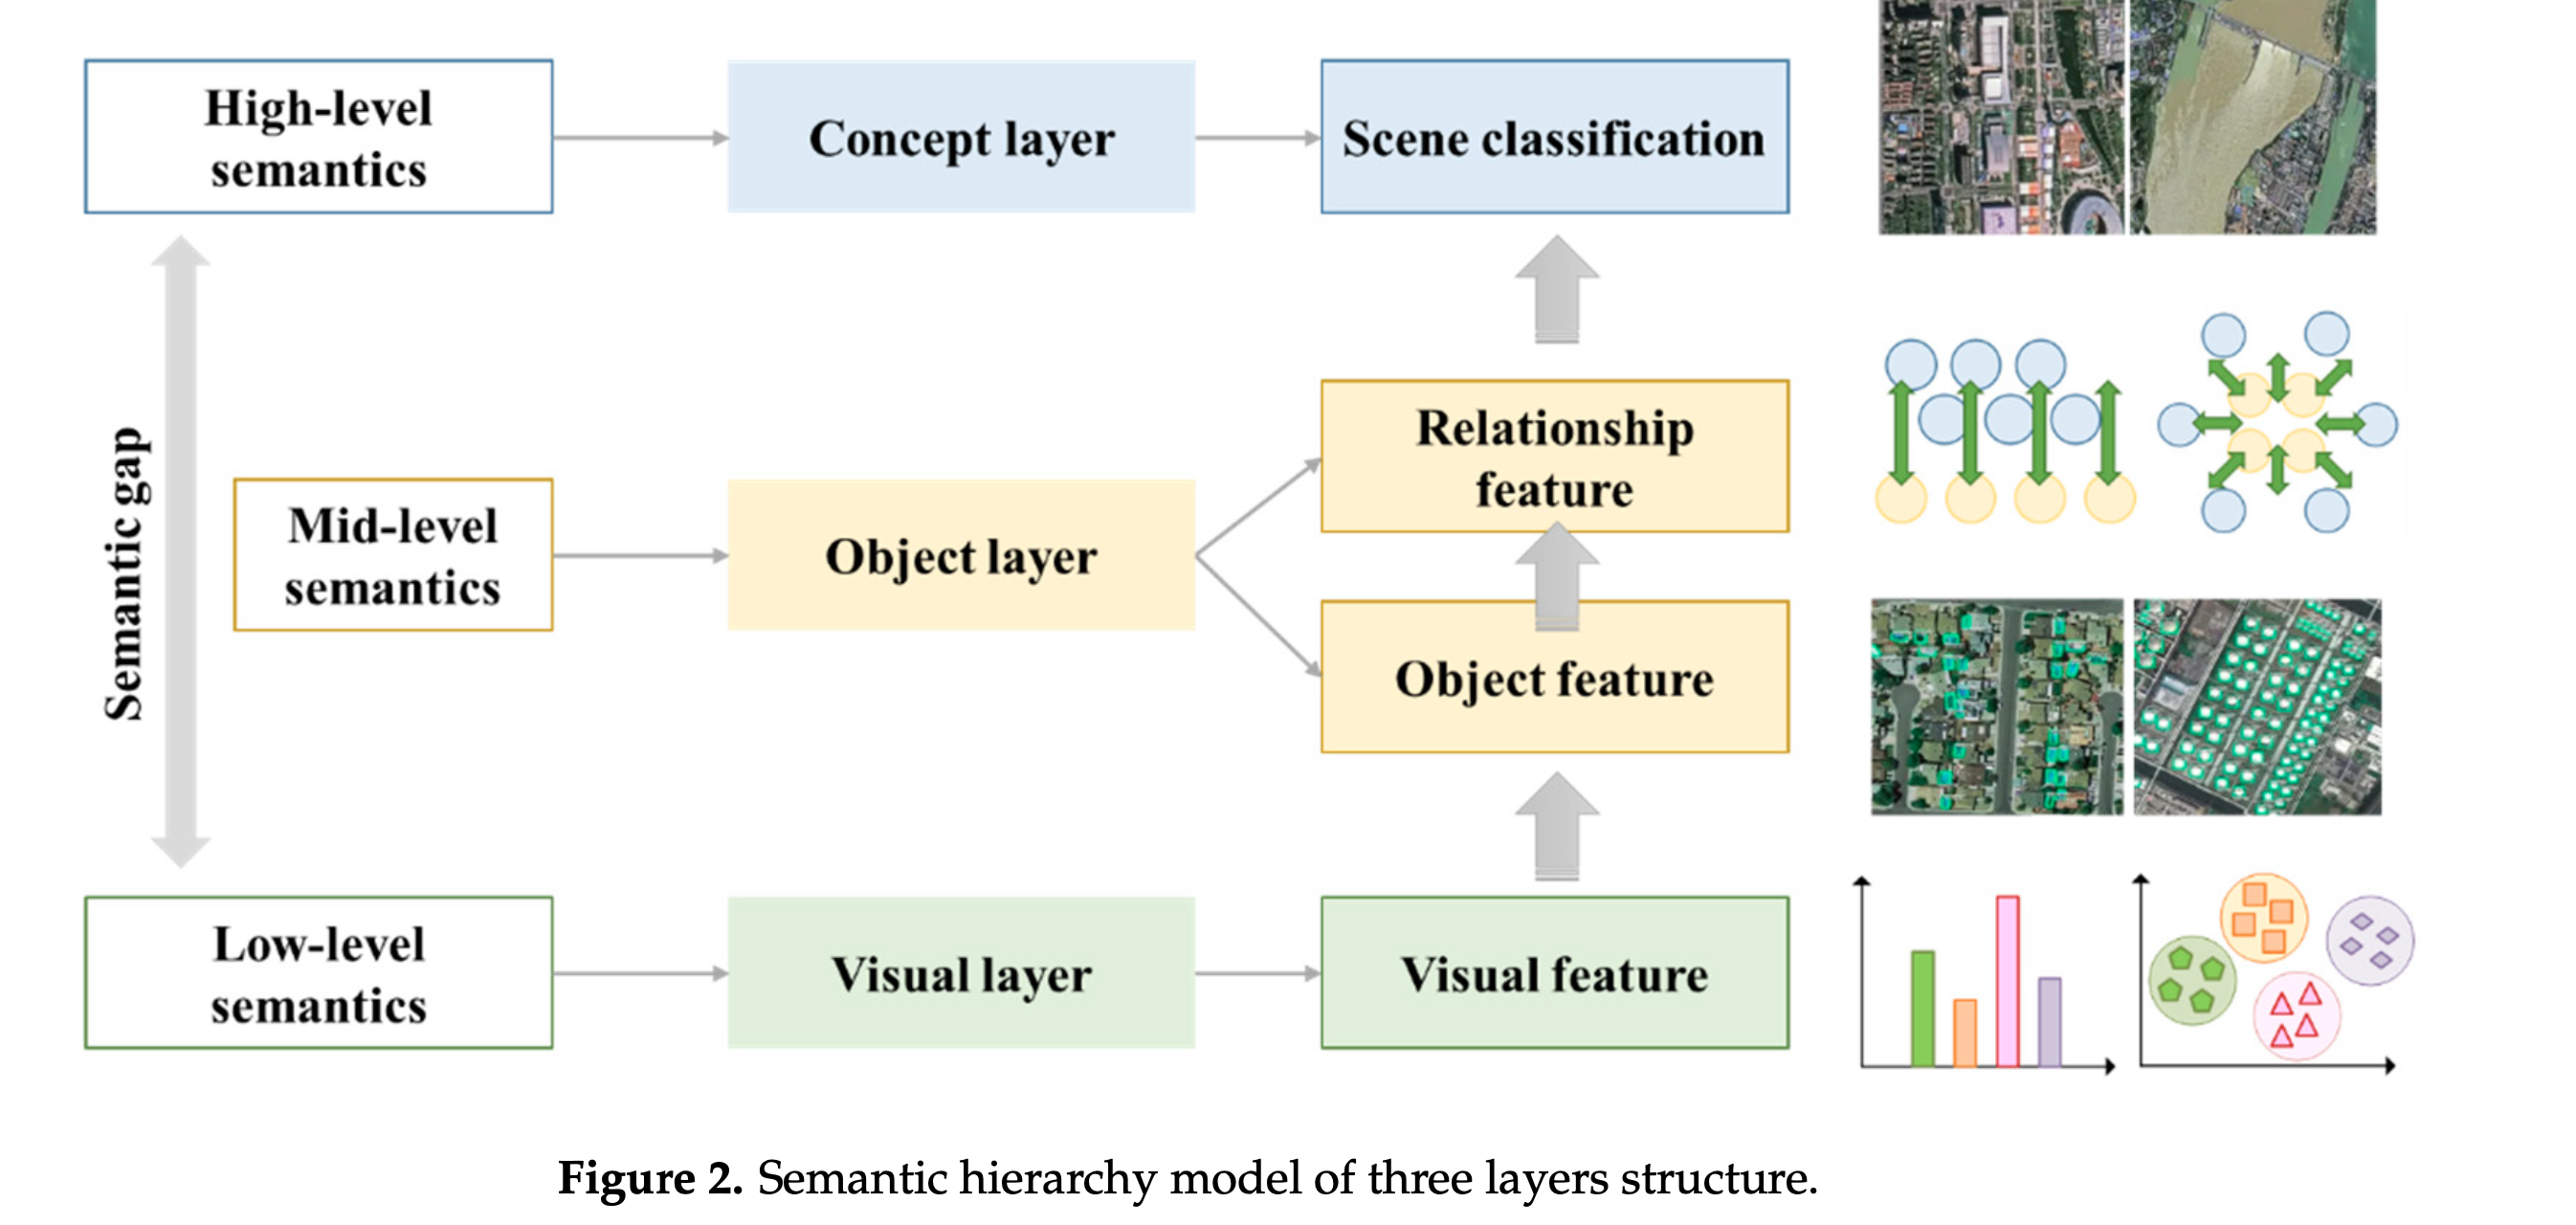 High-level
semantics
Concept layer
Scene classification
Semantic gap
Mid-level
semantics
Object layer
Relationship
feature
Object feature
Low-level
semantics
Visual layer
Visual feature
Figure 2. Semantic hierarchy model of three layers structure.